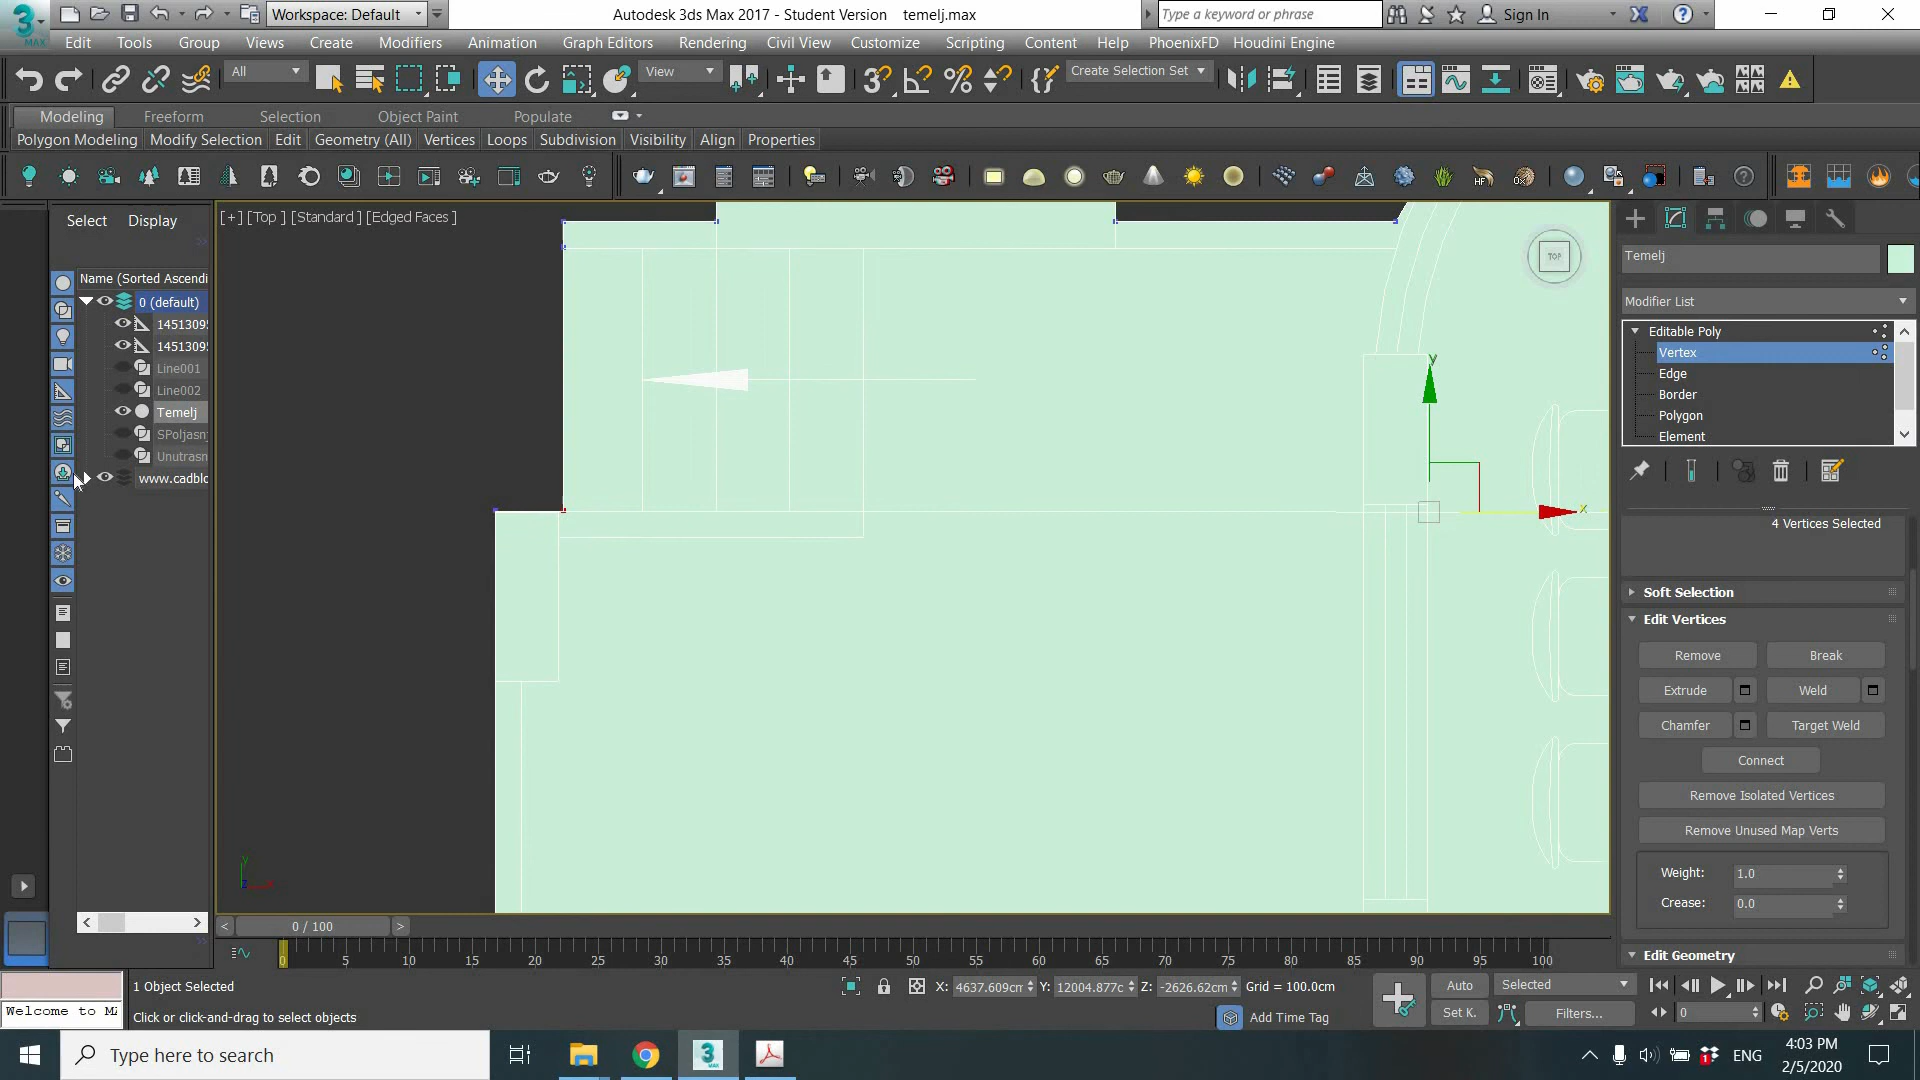 Workspace: Default
Autodesk 3ds Max 2017 - Student Version    temelj.max
Type a keyword or phrase
Sign In
3
MAX
Edit Tools Group Views Create Modifiers Animation Graph Editors Rendering Civil View Customize Scripting Content Help PhoenixFD Houdini Engine
All
View
Create Selection Set
Modeling Freeform Selection Object Paint Populate
Polygon Modeling Modify Selection Edit Geometry (All) Vertices Loops Subdivision Visibility Align Properties
Select Display
[+] [Top ] [Standard ] [Edged Faces ]
TOP
Name (Sorted Ascendi
0 (default)
1451309
1451309
Line001
Line002
Temelj
SPoljasn
Unutrasn
www.cadblo
y
x
y
Temelj
Modifier List
Editable Poly
Vertex
Edge
Border
Polygon
Element
4 Vertices Selected
Soft Selection
Edit Vertices
Remove Break
Extrude Weld
Chamfer Target Weld
Connect
Remove Isolated Vertices
Remove Unused Map Verts
Weight: 1.0
Crease: 0.0
Edit Geometry
< 0 / 100 >
0 5 10 15 20 25 30 35 40 45 50 55 60 65 70 75 80 85 90 95 100
1 Object Selected
X: 4637.609cm Y: 12004.877c Z: -2626.62cm Grid = 100.0cm
Auto Selected
Welcome to MA
Click or click-and-drag to select objects
Add Time Tag
Set K. Filters...
0
Type here to search
3
MAX
ENG
4:03 PM
2/5/2020